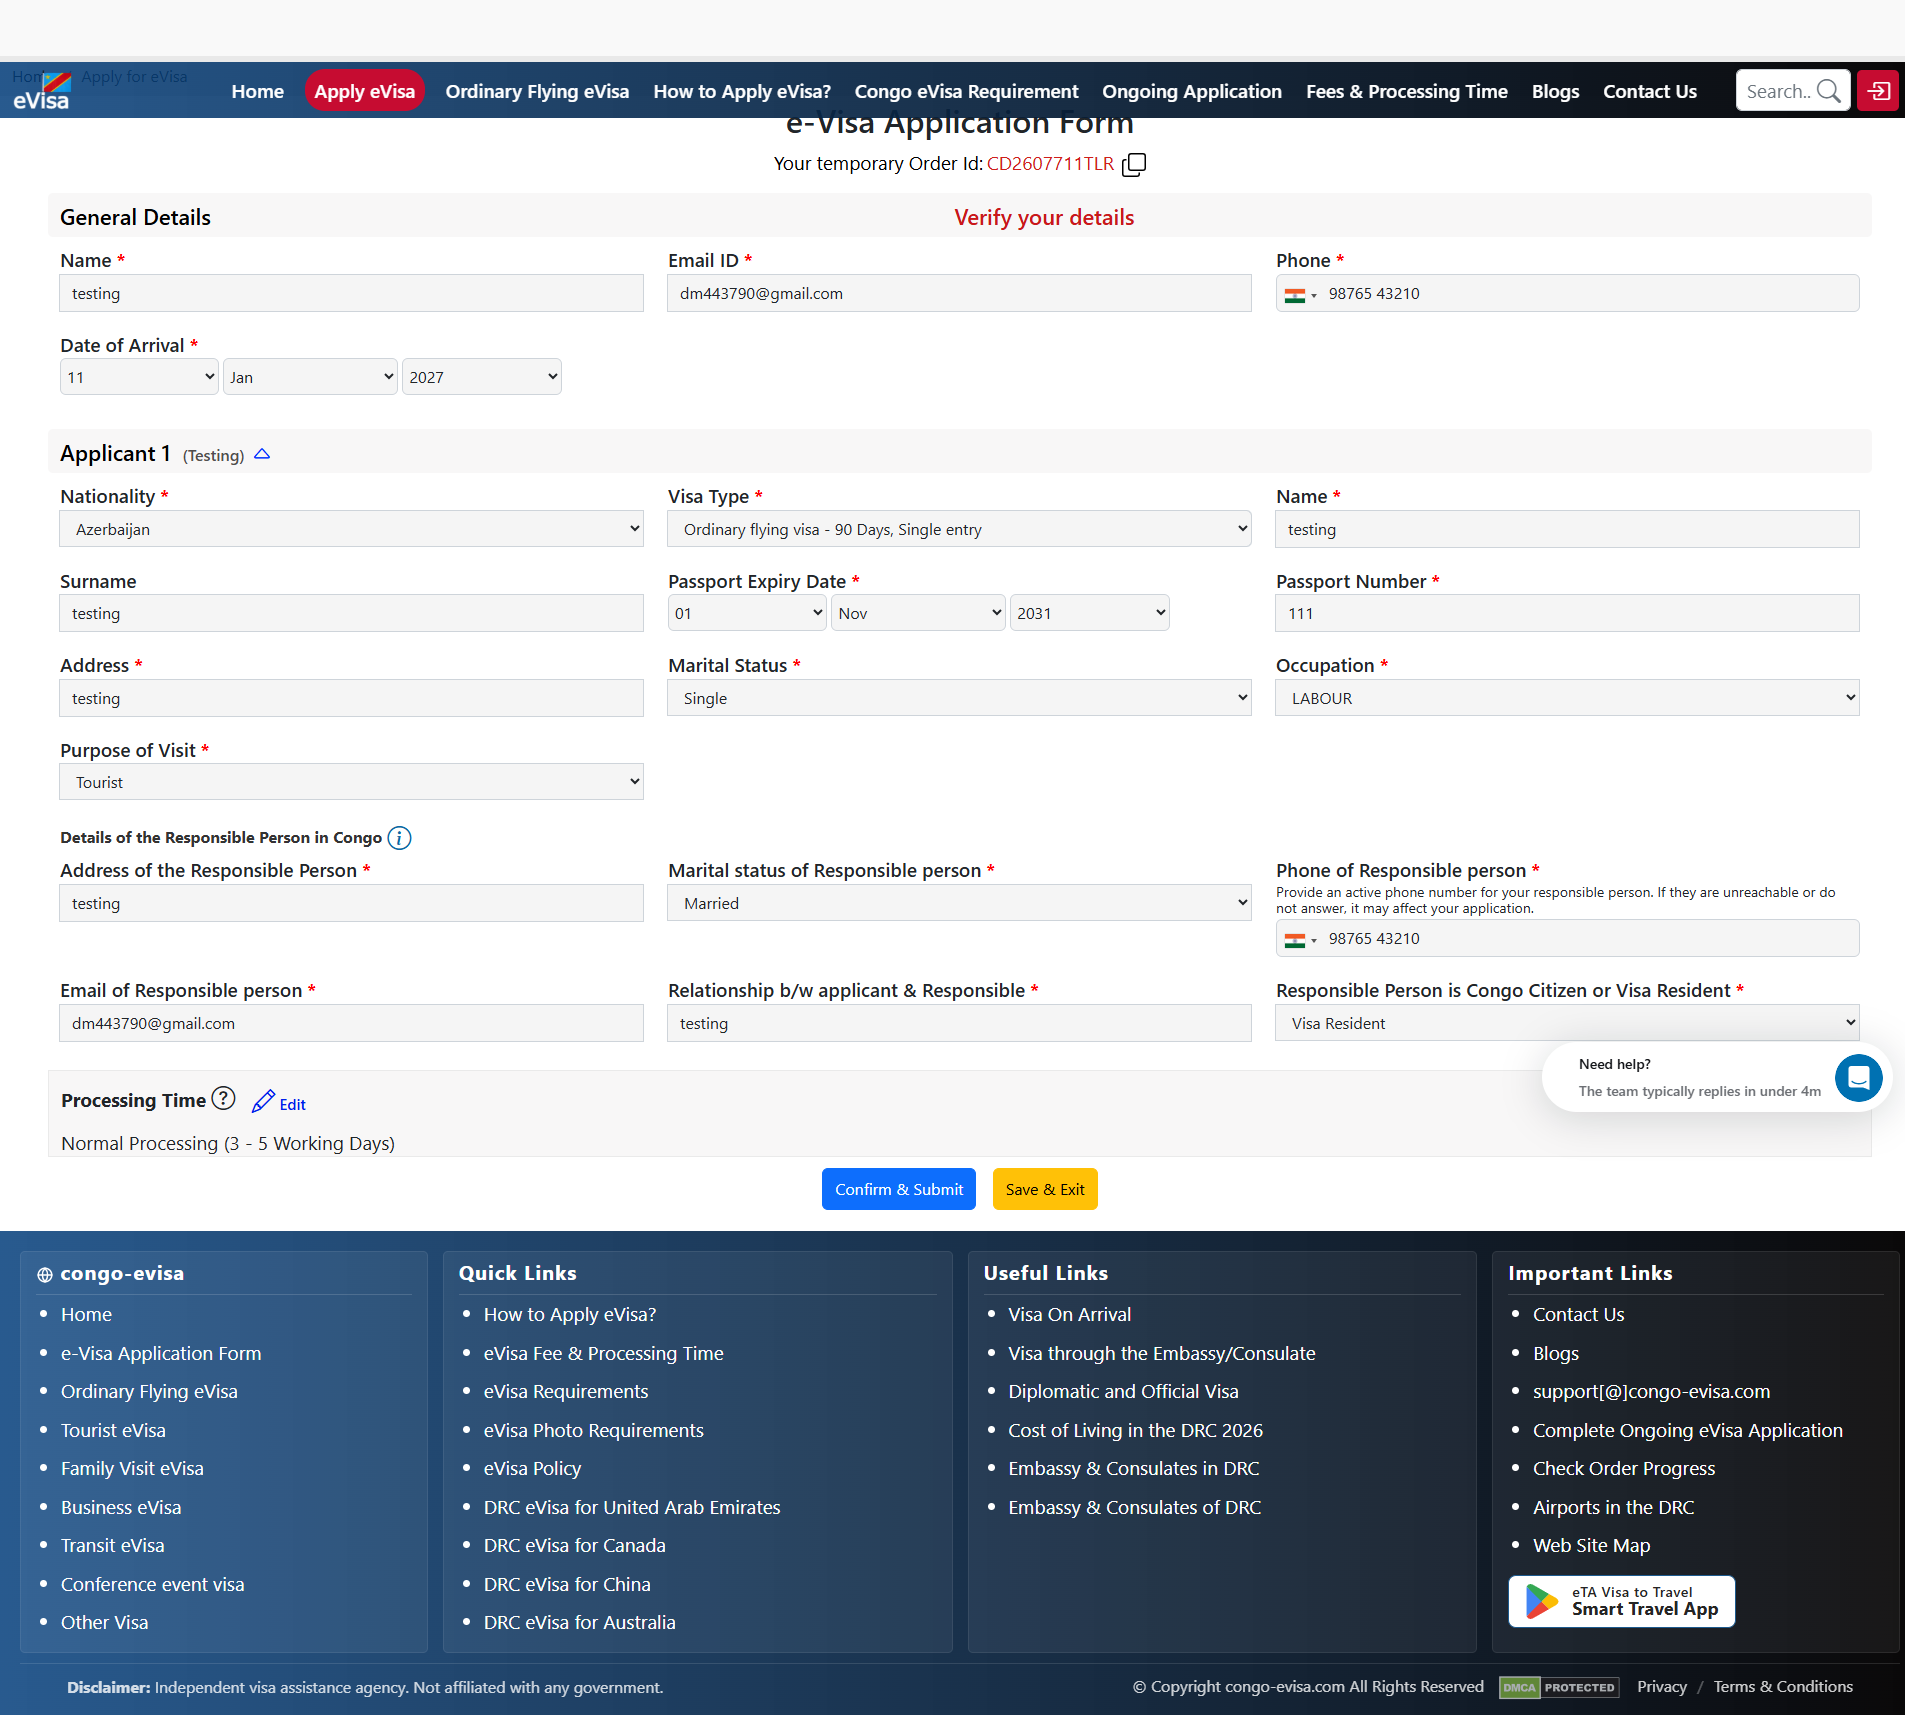 Home Apply for eVisa
eVisa
Home Apply eVisa Ordinary Flying eVisa How to Apply eVisa? Congo eVisa Requirement Ongoing Application Fees & Processing Time Blogs Contact Us Search..
e-Visa Application Form
Your temporary Order Id: CD2607711TLR
General Details Verify your details
Name * Email ID * Phone *
testing dm443790@gmail.com 98765 43210
Date of Arrival *
11 Jan 2027
Applicant 1 (Testing)
Nationality * Visa Type * Name *
Azerbaijan Ordinary flying visa - 90 Days, Single entry testing
Surname Passport Expiry Date * Passport Number *
testing 01 Nov 2031 111
Address * Marital Status * Occupation *
testing Single LABOUR
Purpose of Visit *
Tourist
Details of the Responsible Person in Congo
Address of the Responsible Person * Marital status of Responsible person * Phone of Responsible person *
Provide an active phone number for your responsible person. If they are unreachable or do
not answer, it may affect your application.
testing Married 98765 43210
Email of Responsible person * Relationship b/w applicant & Responsible * Responsible Person is Congo Citizen or Visa Resident *
dm443790@gmail.com testing Visa Resident
Need help?
The team typically replies in under 4m
Processing Time Edit
Normal Processing (3 - 5 Working Days)
Confirm & Submit Save & Exit
congo-evisa
Home
e-Visa Application Form
Ordinary Flying eVisa
Tourist eVisa
Family Visit eVisa
Business eVisa
Transit eVisa
Conference event visa
Other Visa
Quick Links
How to Apply eVisa?
eVisa Fee & Processing Time
eVisa Requirements
eVisa Photo Requirements
eVisa Policy
DRC eVisa for United Arab Emirates
DRC eVisa for Canada
DRC eVisa for China
DRC eVisa for Australia
Useful Links
Visa On Arrival
Visa through the Embassy/Consulate
Diplomatic and Official Visa
Cost of Living in the DRC 2026
Embassy & Consulates in DRC
Embassy & Consulates of DRC
Important Links
Contact Us
Blogs
support[@]congo-evisa.com
Complete Ongoing eVisa Application
Check Order Progress
Airports in the DRC
Web Site Map
eTA Visa to Travel
Smart Travel App
Disclaimer: Independent visa assistance agency. Not affiliated with any government.
© Copyright congo-evisa.com All Rights Reserved DMCA PROTECTED Privacy / Terms & Conditions